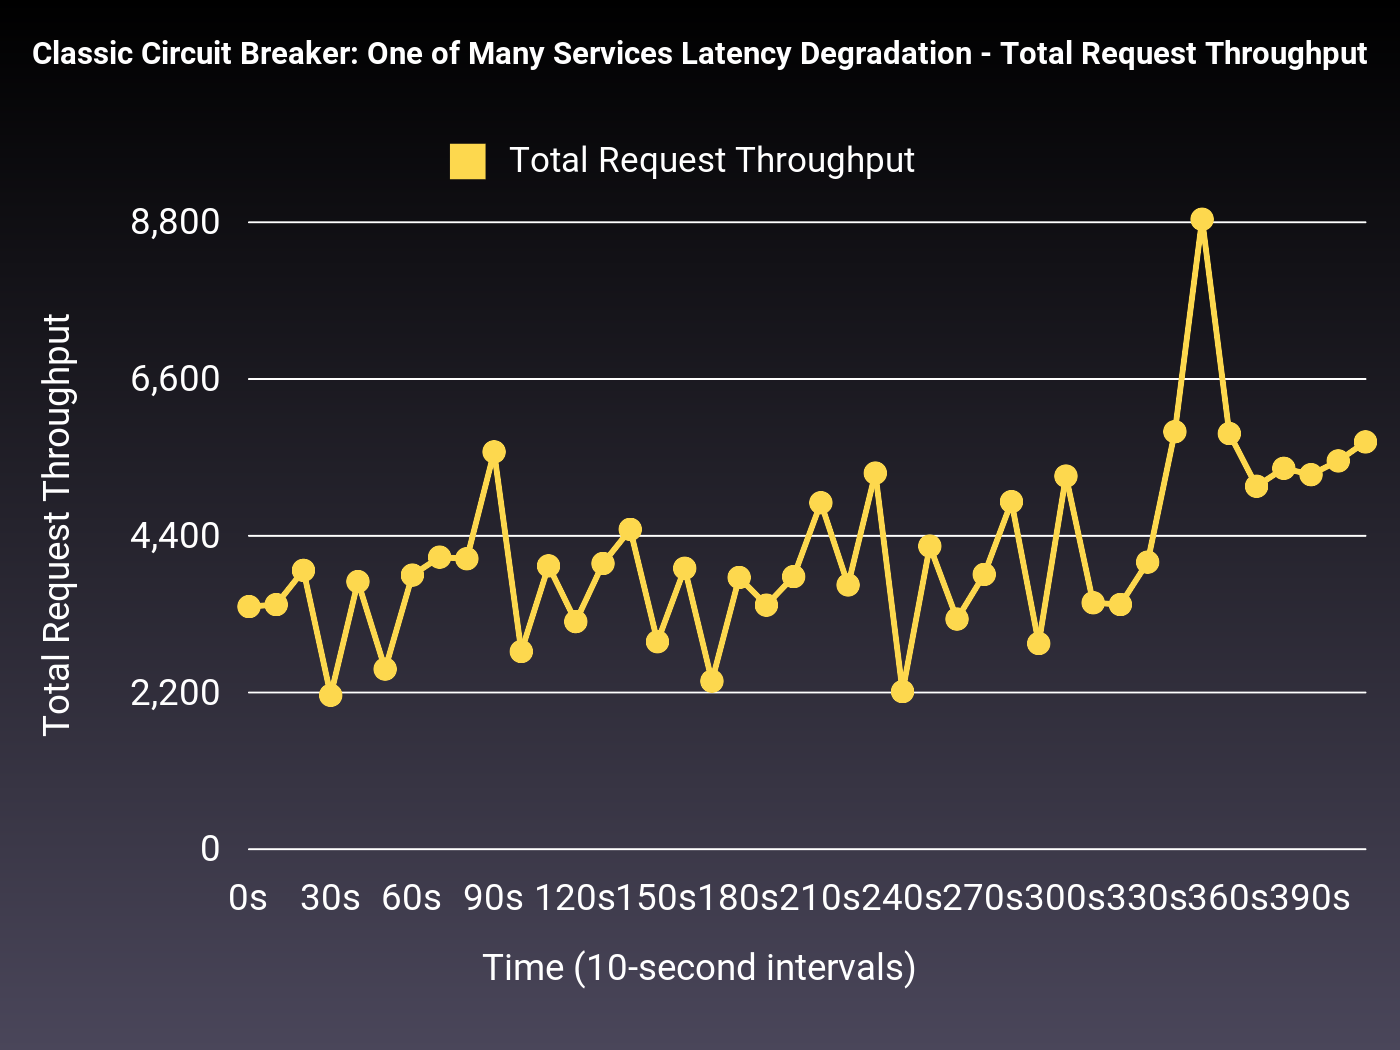 Classic Circuit Breaker: One of Many Services Latency Degradation - Total Request Throughput
Total Request Throughput
8,800
6,600
4,400
2,200
0
Total Request Throughput
0s 30s 60s 90s 120s 150s 180s 210s 240s 270s 300s 330s 360s 390s
Time (10-second intervals)